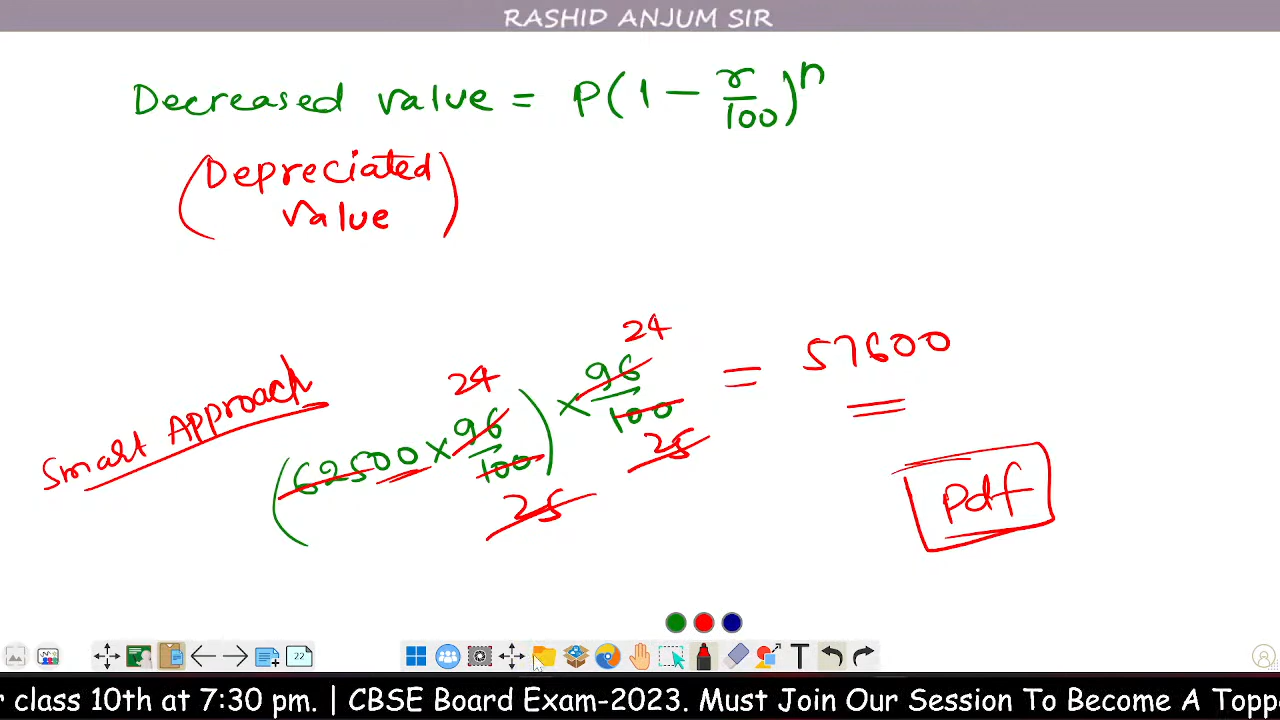 RASHID ANJUM SIR
Decreased value = P(1 - r/100)^n
(Depreciated
value)
Smart Approach
24 24
(62500 × 96/100) × 96/100 = 57600
25 25
Pdf
22
r class 10th at 7:30 pm. | CBSE Board Exam-2023. Must Join Our Session To Become A Topp